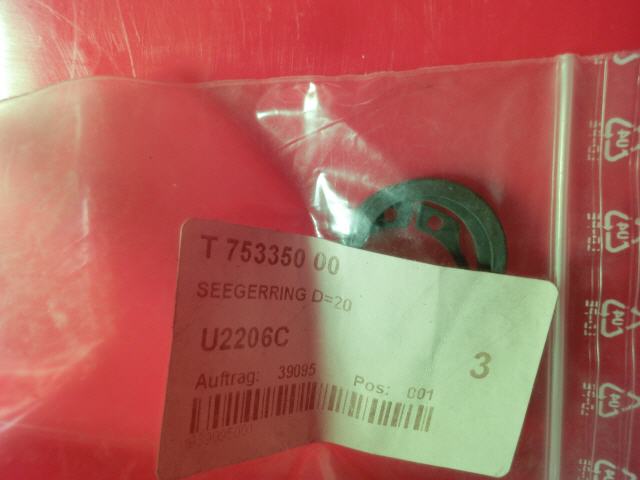 T 753350 00
SEEGERRING D=20
U2206C
3
Auftrag: 39095 Pos: 001